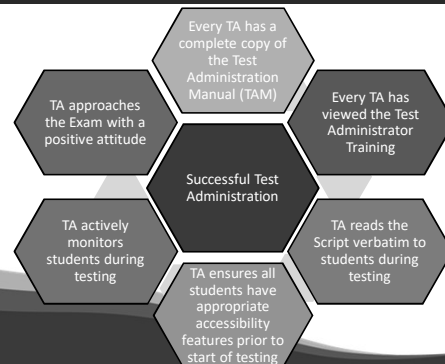 Every TA has a
complete copy of
the Test
Administration
Manual (TAM)
Every TA has
viewed the Test
Administrator
Training
TA reads the
Script verbatim to
students during
testing
TA ensures all
students have
appropriate
accessibility
features prior to
start of testing
TA actively
monitors
students during
testing
TA approaches
the Exam with a
positive attitude
Successful Test
Administration